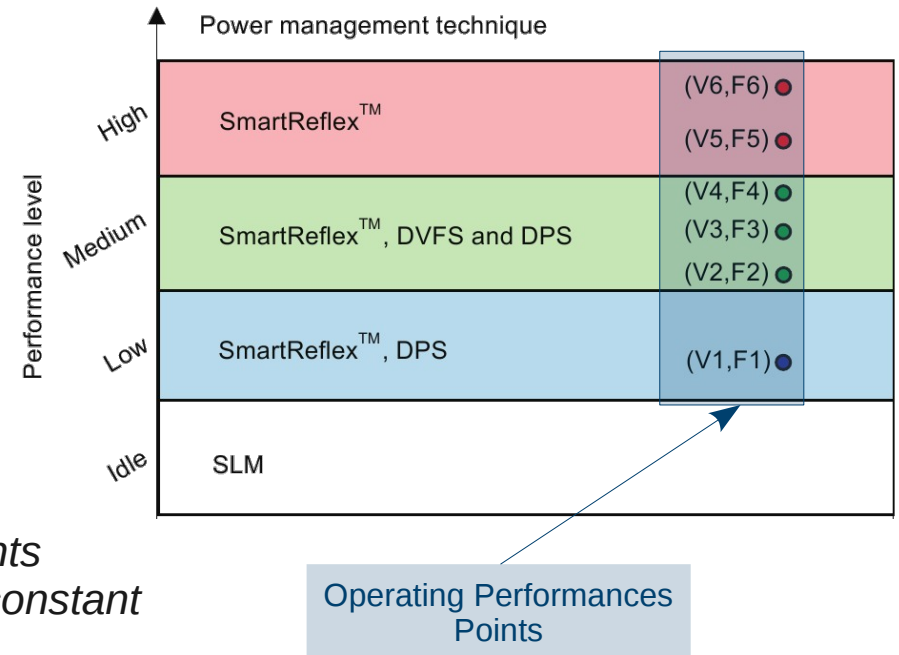 Power management technique
Performance level
High
SmartReflex™
(V6,F6)
(V5,F5)
Medium
SmartReflex™, DVFS and DPS
(V4,F4)
(V3,F3)
(V2,F2)
Low
SmartReflex™, DPS
(V1,F1)
Idle
SLM
constant
Operating Performances
Points